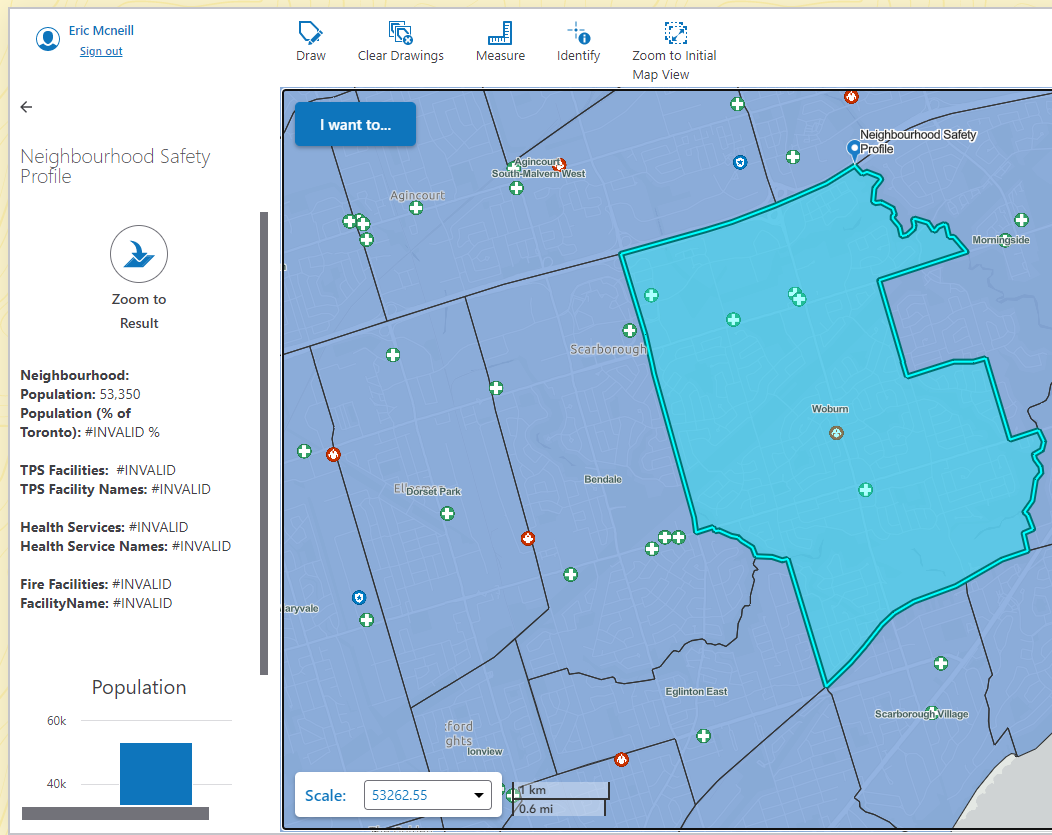 Eric Mcneill
Sign out
Draw
Clear Drawings
Measure
Identify
Zoom to Initial
Map View
Neighbourhood Safety
Profile
Zoom to
Result
Neighbourhood:
Population: 53,350
Population (% of
Toronto): #INVALID %
TPS Facilities: #INVALID
TPS Facility Names: #INVALID
Health Services: #INVALID
Health Service Names: #INVALID
Fire Facilities: #INVALID
FacilityName: #INVALID
Population
60k
40k
I want to...
Neighbourhood Safety
Profile
Agincourt
South-Malvern West
Agincourt
Morningside
Scarborough
Woburn
Bendale
Dorset Park
aryvale
Eglinton East
Scarborough Village
ford
ghts
Ionview
Scale:
53262.55
1 km
0.6 mi